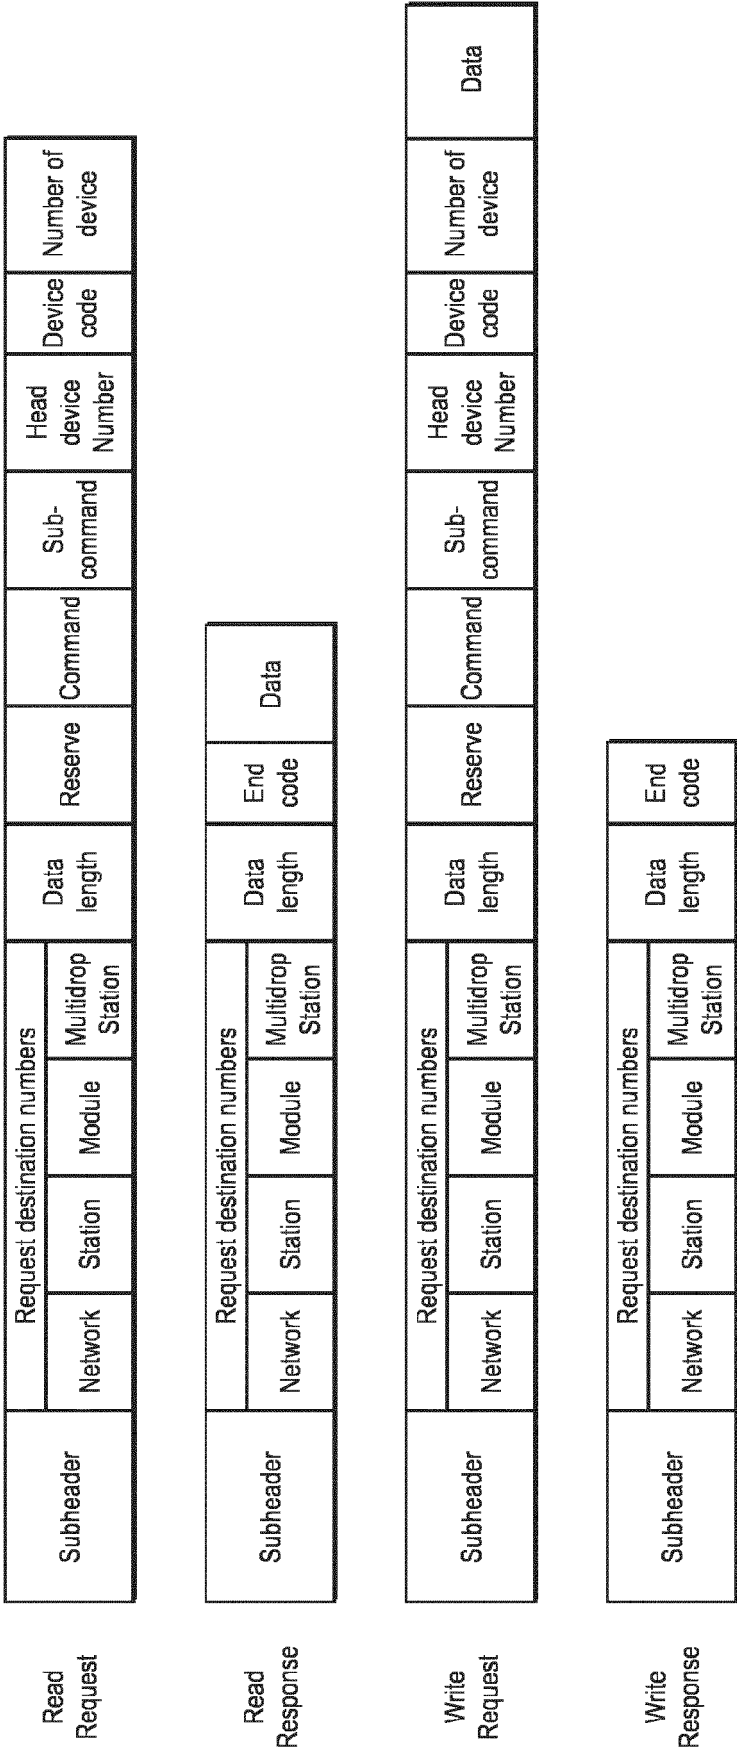 Read
Request
Subheader
Request destination numbers
Network
Station
Module
Multidrop
Station
Data
length
Reserve
Command
Sub-
command
Head
device
Number
Device
code
Number of
device
Read
Response
Subheader
Request destination numbers
Network
Station
Module
Multidrop
Station
Data
length
End
code
Data
Write
Request
Subheader
Request destination numbers
Network
Station
Module
Multidrop
Station
Data
length
Reserve
Command
Sub-
command
Head
device
Number
Device
code
Number of
device
Data
Write
Response
Subheader
Request destination numbers
Network
Station
Module
Multidrop
Station
Data
length
End
code